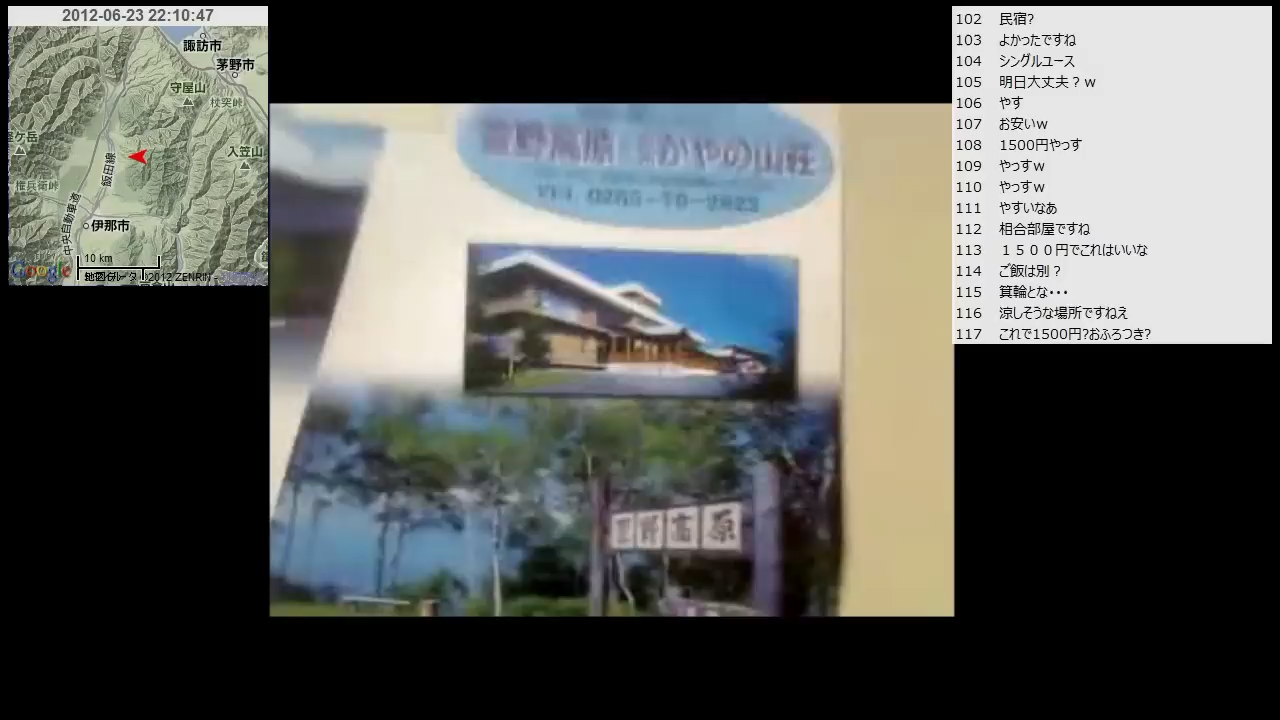 2012-06-23 22:10:47
諏訪市
茅野市
守屋山
杖突峠
入笠山
飯田線
権兵衛峠
中央自動車道
伊那市
10 km
Google
©2012 ZENRIN
かやの山荘
野高原
102 民宿?
103 よかったですね
104 シングルユース
105 明日大丈夫？ｗ
106 やす
107 お安いｗ
108 1500円やっす
109 やっすｗ
110 やっすｗ
111 やすいなあ
112 相合部屋ですね
113 １５００円でこれはいいな
114 ご飯は別？
115 箕輪とな・・・
116 涼しそうな場所ですねえ
117 これで1500円?おふろつき?